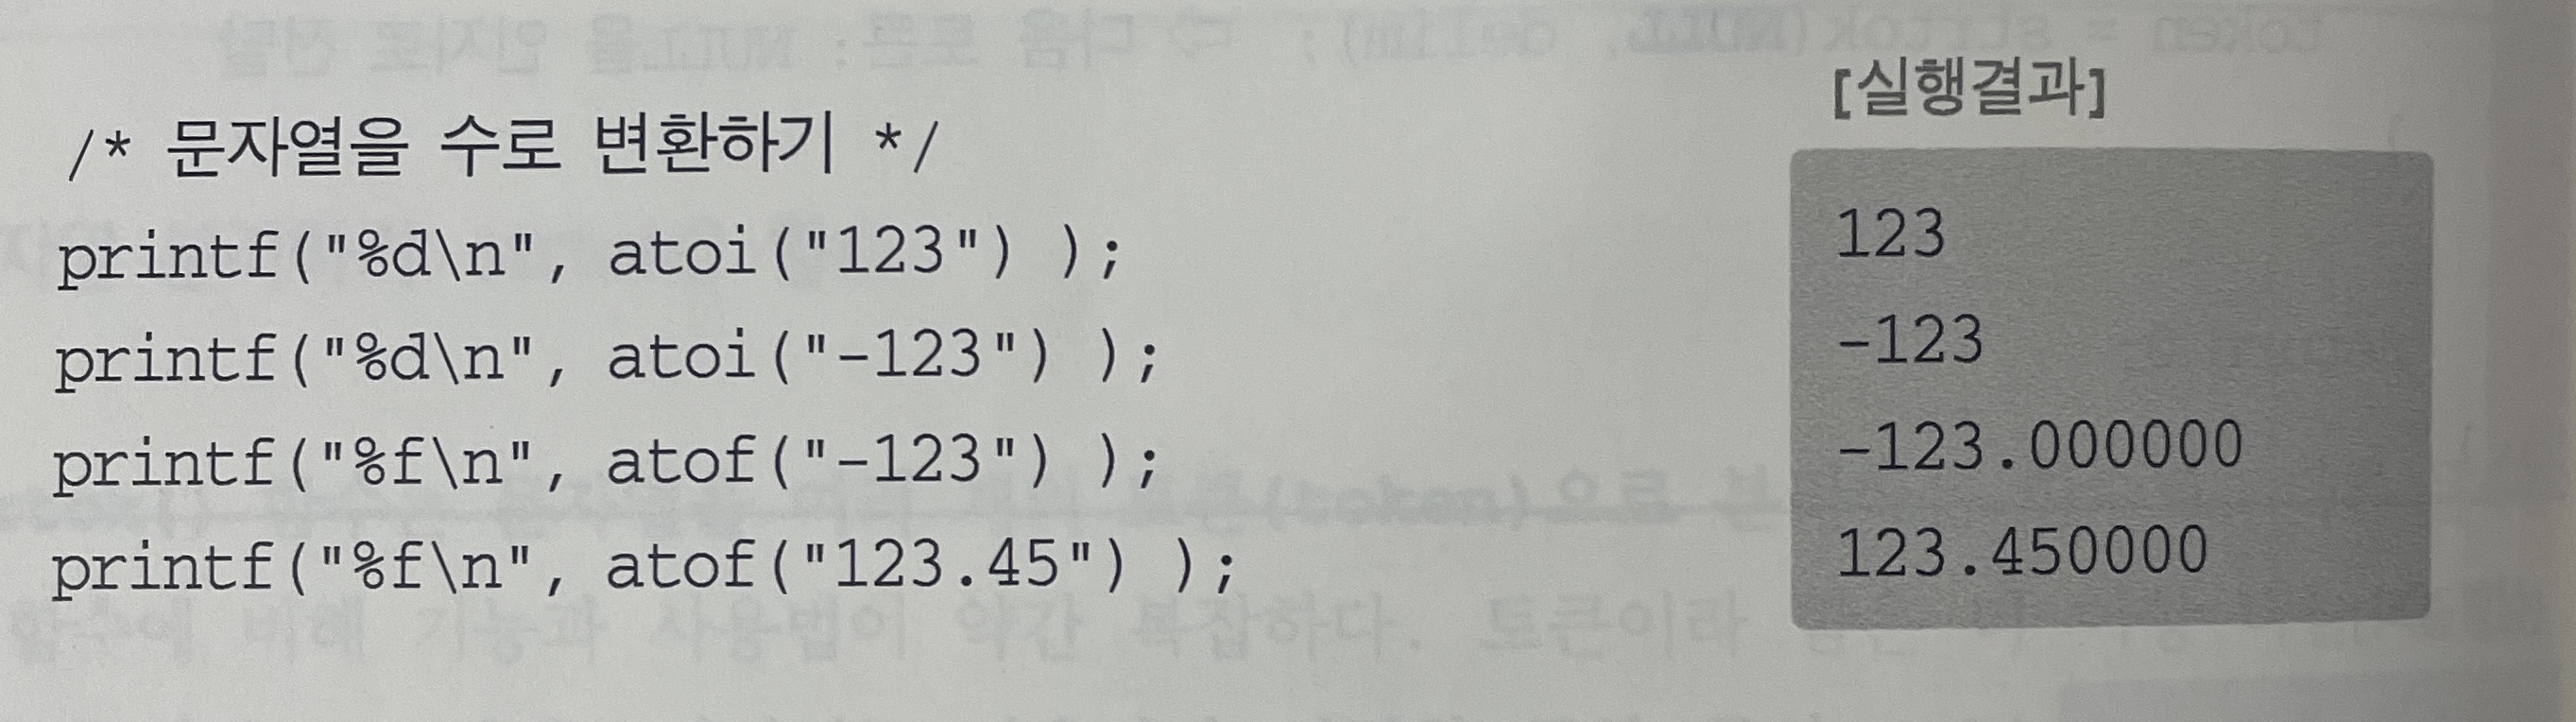 /* 문자열을 수로 변환하기 */
printf("%d\n", atoi("123") );
printf("%d\n", atoi("-123") );
printf("%f\n", atof("-123") );
printf("%f\n", atof("123.45") );
[실행결과]
123
-123
-123.000000
123.450000